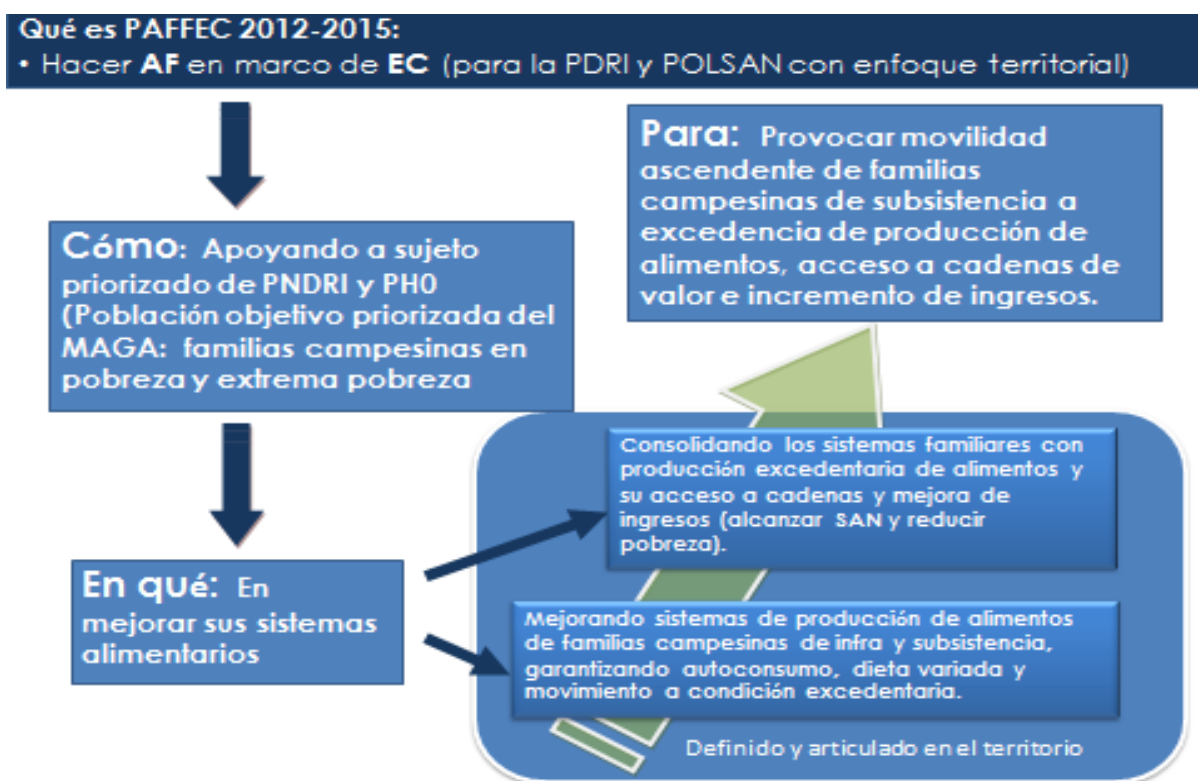 Qué es PAFFEC 2012-2015:
• Hacer AF en marco de EC (para la PDRI y POLSAN con enfoque territorial)
Cómo: Apoyando a sujeto
priorizado de PNDRI y PH0
(Población objetivo priorizada del
MAGA: familias campesinas en
pobreza y extrema pobreza
En qué: En
mejorar sus sistemas
alimentarios
Para: Provocar movilidad
ascendente de familias
campesinas de subsistencia a
excedencia de producción de
alimentos, acceso a cadenas de
valor e incremento de ingresos.
Consolidando los sistemas familiares con
producción excedentaria de alimentos y
su acceso a cadenas y mejora de
ingresos (alcanzar SAN y reducir
pobreza).
Mejorando sistemas de producción de alimentos
de familias campesinas de infra y subsistencia,
garantizando autoconsumo, dieta variada y
movimiento a condición excedentaria.
Definido y articulado en el territorio